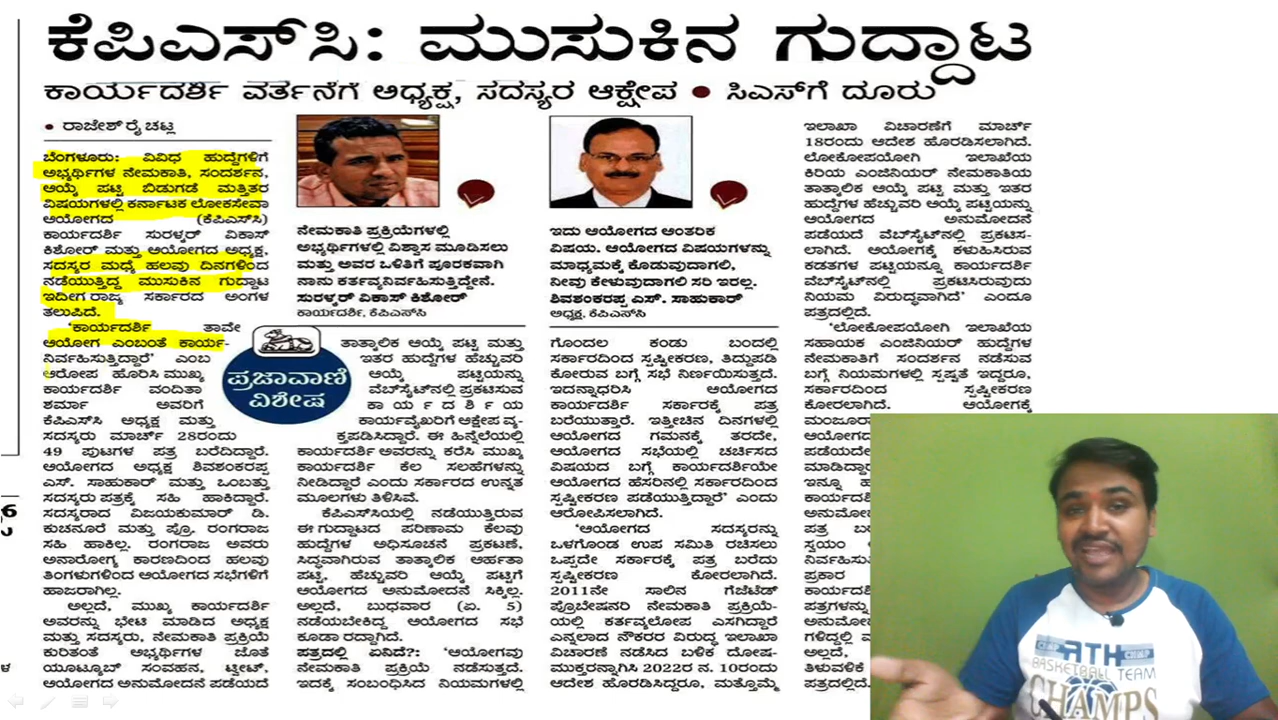 ಕೆಪಿಎಸ್‌ಸಿ: ಮುಸುಕಿನ ಗುದ್ದಾಟ
ಕಾರ್ಯದರ್ಶಿ ವರ್ತನೆಗೆ ಅಧ್ಯಕ್ಷ, ಸದಸ್ಯರ ಆಕ್ಷೇಪ ● ಸಿಎಸ್‌ಗೆ ದೂರು
● ರಾಜೇಶ್ ರೈ ಚಟ್ಲ
ಬೆಂಗಳೂರು: ವಿವಿಧ ಹುದ್ದೆಗಳಿಗೆ
ಅಭ್ಯರ್ಥಿಗಳ ನೇಮಕಾತಿ, ಸಂದರ್ಶನ,
ಆಯ್ಕೆ ಪಟ್ಟಿ ಬಿಡುಗಡೆ ಮತ್ತಿತರ
ವಿಷಯಗಳಲ್ಲಿ ಕರ್ನಾಟಕ ಲೋಕಸೇವಾ
ಆಯೋಗದ (ಕೆಪಿಎಸ್‌ಸಿ)
ಕಾರ್ಯದರ್ಶಿ ಸುರಳ್ಕರ್ ವಿಕಾಸ್
ಕಿಶೋರ್ ಮತ್ತು ಆಯೋಗದ ಅಧ್ಯಕ್ಷ,
ಸದಸ್ಯರ ಮಧ್ಯೆ ಹಲವು ದಿನಗಳಿಂದ
ನಡೆಯುತ್ತಿದ್ದ ಮುಸುಕಿನ ಗುದ್ದಾಟ
ಇದೀಗ ರಾಜ್ಯ ಸರ್ಕಾರದ ಅಂಗಳ
ತಲುಪಿದೆ.
'ಕಾರ್ಯದರ್ಶಿ ತಾವೇ
ಆಯೋಗ ಎಂಬಂತೆ ಕಾರ್ಯ-
ನಿರ್ವಹಿಸುತ್ತಿದ್ದಾರೆ' ಎಂಬ
ಆರೋಪ ಹೊರಿಸಿ ಮುಖ್ಯ
ಕಾರ್ಯದರ್ಶಿ ವಂದಿತಾ
ಶರ್ಮಾ ಅವರಿಗೆ
ಕೆಪಿಎಸ್‌ಸಿ ಅಧ್ಯಕ್ಷ ಮತ್ತು
ಸದಸ್ಯರು ಮಾರ್ಚ್ 28ರಂದು
49 ಪುಟಗಳ ಪತ್ರ ಬರೆದಿದ್ದಾರೆ.
ಆಯೋಗದ ಅಧ್ಯಕ್ಷ ಶಿವಶಂಕರಪ್ಪ
ಎಸ್. ಸಾಹುಕಾರ್ ಮತ್ತು ಒಂಬತ್ತು
ಸದಸ್ಯರು ಪತ್ರಕ್ಕೆ ಸಹಿ ಹಾಕಿದ್ದಾರೆ.
ಸದಸ್ಯರಾದ ವಿಜಯಕುಮಾರ್ ಡಿ.
ಕುಚನೂರೆ ಮತ್ತು ಪ್ರೊ. ರಂಗರಾಜ
ಸಹಿ ಹಾಕಿಲ್ಲ. ರಂಗರಾಜ ಅವರು
ಅನಾರೋಗ್ಯ ಕಾರಣದಿಂದ ಹಲವು
ತಿಂಗಳುಗಳಿಂದ ಆಯೋಗದ ಸಭೆಗಳಿಗೆ
ಹಾಜರಾಗಿಲ್ಲ.
ಅಲ್ಲದೆ, ಮುಖ್ಯ ಕಾರ್ಯದರ್ಶಿ
ಅವರನ್ನು ಭೇಟಿ ಮಾಡಿದ ಅಧ್ಯಕ್ಷ
ಮತ್ತು ಸದಸ್ಯರು, ನೇಮಕಾತಿ ಪ್ರಕ್ರಿಯೆ
ಕುರಿತಂತೆ ಅಭ್ಯರ್ಥಿಗಳ ಜೊತೆ
ಯೂಟ್ಯೂಬ್ ಸಂವಹನ, ಟ್ವೀಟ್,
ಆಯೋಗದ ಅನುಮೋದನೆ ಪಡೆಯದೆ
ನೇಮಕಾತಿ ಪ್ರಕ್ರಿಯೆಗಳಲ್ಲಿ
ಅಭ್ಯರ್ಥಿಗಳಲ್ಲಿ ವಿಶ್ವಾಸ ಮೂಡಿಸಲು
ಮತ್ತು ಅವರ ಒಳಿತಿಗೆ ಪೂರಕವಾಗಿ
ನಾನು ಕರ್ತವ್ಯನಿರ್ವಹಿಸುತ್ತಿದ್ದೇನೆ.
ಸುರಳ್ಕರ್ ವಿಕಾಸ್ ಕಿಶೋರ್
ಕಾರ್ಯದರ್ಶಿ, ಕೆಪಿಎಸ್‌ಸಿ
ಪ್ರಜಾವಾಣಿ
ವಿಶೇಷ
ತಾತ್ಕಾಲಿಕ ಆಯ್ಕೆ ಪಟ್ಟಿ ಮತ್ತು
ಇತರ ಹುದ್ದೆಗಳ ಹೆಚ್ಚುವರಿ
ಆಯ್ಕೆ ಪಟ್ಟಿಯನ್ನು
ವೆಬ್‌ಸೈಟ್‌ನಲ್ಲಿ ಪ್ರಕಟಿಸುವ
ಕಾರ್ಯದರ್ಶಿಯ
ಕಾರ್ಯವೈಖರಿಗೆ ಆಕ್ಷೇಪ ವ್ಯ-
ಕ್ತಪಡಿಸಿದ್ದಾರೆ. ಈ ಹಿನ್ನೆಲೆಯಲ್ಲಿ
ಕಾರ್ಯದರ್ಶಿ ಅವರನ್ನು ಕರೆಸಿ ಮುಖ್ಯ
ಕಾರ್ಯದರ್ಶಿ ಕೆಲ ಸಲಹೆಗಳನ್ನು
ನೀಡಿದ್ದಾರೆ ಎಂದು ಸರ್ಕಾರದ ಉನ್ನತ
ಮೂಲಗಳು ತಿಳಿಸಿವೆ.
ಕೆಪಿಎಸ್‌ಸಿಯಲ್ಲಿ ನಡೆಯುತ್ತಿರುವ
ಈ ಗುದ್ದಾಟದ ಪರಿಣಾಮ ಕೆಲವು
ಹುದ್ದೆಗಳ ಅಧಿಸೂಚನೆ ಪ್ರಕಟಣೆ,
ಸಿದ್ಧವಾಗಿರುವ ತಾತ್ಕಾಲಿಕ ಅರ್ಹತಾ
ಪಟ್ಟಿ, ಹೆಚ್ಚುವರಿ ಆಯ್ಕೆ ಪಟ್ಟಿಗೆ
ಆಯೋಗದ ಅನುಮೋದನೆ ಸಿಕ್ಕಿಲ್ಲ.
ಅಲ್ಲದೆ, ಬುಧವಾರ (ಏ. 5)
ನಡೆಯಬೇಕಿದ್ದ ಆಯೋಗದ ಸಭೆ
ಕೂಡಾ ರದ್ದಾಗಿದೆ.
ಪತ್ರದಲ್ಲಿ ಏನಿದೆ?: 'ಆಯೋಗವು
ನೇಮಕಾತಿ ಪ್ರಕ್ರಿಯೆ ನಡೆಸುತ್ತದೆ.
ಇದಕ್ಕೆ ಸಂಬಂಧಿಸಿದ ನಿಯಮಗಳಲ್ಲಿ
ಇದು ಆಯೋಗದ ಆಂತರಿಕ
ವಿಷಯ. ಆಯೋಗದ ವಿಷಯಗಳನ್ನು
ಮಾಧ್ಯಮಕ್ಕೆ ಕೊಡುವುದಾಗಲಿ,
ನೀವು ಕೇಳುವುದಾಗಲಿ ಸರಿ ಇರಲ್ಲ.
ಶಿವಶಂಕರಪ್ಪ ಎಸ್. ಸಾಹುಕಾರ್
ಅಧ್ಯಕ್ಷ, ಕೆಪಿಎಸ್‌ಸಿ
ಗೊಂದಲ ಕಂಡು ಬಂದಲ್ಲಿ
ಸರ್ಕಾರದಿಂದ ಸ್ಪಷ್ಟೀಕರಣ, ತಿದ್ದುಪಡಿ
ಕೋರುವ ಬಗ್ಗೆ ಸಭೆ ನಿರ್ಣಯಿಸುತ್ತದೆ.
ಇದನ್ನಾಧರಿಸಿ ಆಯೋಗದ
ಕಾರ್ಯದರ್ಶಿ ಸರ್ಕಾರಕ್ಕೆ ಪತ್ರ
ಬರೆಯುತ್ತಾರೆ. ಇತ್ತೀಚಿನ ದಿನಗಳಲ್ಲಿ
ಆಯೋಗದ ಗಮನಕ್ಕೆ ತರದೇ,
ಆಯೋಗದ ಸಭೆಯಲ್ಲಿ ಚರ್ಚಿಸದ
ವಿಷಯದ ಬಗ್ಗೆ ಕಾರ್ಯದರ್ಶಿಯೇ
ಆಯೋಗದ ಹೆಸರಿನಲ್ಲಿ ಸರ್ಕಾರದಿಂದ
ಸ್ಪಷ್ಟೀಕರಣ ಪಡೆಯುತ್ತಿದ್ದಾರೆ' ಎಂದು
ಆರೋಪಿಸಲಾಗಿದೆ.
'ಆಯೋಗದ ಸದಸ್ಯರನ್ನು
ಒಳಗೊಂಡ ಉಪ ಸಮಿತಿ ರಚಿಸಲು
ಒಪ್ಪದೇ ಸರ್ಕಾರಕ್ಕೆ ಪತ್ರ ಬರೆದು
ಸ್ಪಷ್ಟೀಕರಣ ಕೋರಲಾಗಿದೆ.
2011ನೇ ಸಾಲಿನ ಗೆಜೆಟೆಡ್
ಪ್ರೊಬೇಷನರಿ ನೇಮಕಾತಿ ಪ್ರಕ್ರಿಯೆ-
ಯಲ್ಲಿ ಕರ್ತವ್ಯಲೋಪ ಎಸಗಿದ್ದಾರೆ
ಎನ್ನಲಾದ ನೌಕರರ ವಿರುದ್ಧ ಇಲಾಖಾ
ವಿಚಾರಣೆ ನಡೆಸಿದ ಬಳಿಕ ದೋಷ-
ಮುಕ್ತರನ್ನಾಗಿಸಿ 2022ರ ನ. 10ರಂದು
ಆದೇಶ ಹೊರಡಿಸಿದ್ದರೂ, ಮತ್ತೊಮ್ಮೆ
ಇಲಾಖಾ ವಿಚಾರಣೆಗೆ ಮಾರ್ಚ್
18ರಂದು ಆದೇಶ ಹೊರಡಿಸಲಾಗಿದೆ.
ಲೋಕೋಪಯೋಗಿ ಇಲಾಖೆಯ
ಕಿರಿಯ ಎಂಜಿನಿಯರ್ ನೇಮಕಾತಿಯ
ತಾತ್ಕಾಲಿಕ ಆಯ್ಕೆ ಪಟ್ಟಿ ಮತ್ತು ಇತರ
ಹುದ್ದೆಗಳ ಹೆಚ್ಚುವರಿ ಆಯ್ಕೆ ಪಟ್ಟಿಯನ್ನು
ಆಯೋಗದ ಅನುಮೋದನೆ
ಪಡೆಯದೆ ವೆಬ್‌ಸೈಟ್‌ನಲ್ಲಿ ಪ್ರಕಟಿಸ-
ಲಾಗಿದೆ. ಆಯೋಗಕ್ಕೆ ಕಳುಹಿಸಿರುವ
ಕಡತಗಳ ಪಟ್ಟಿಯನ್ನೂ ಕಾರ್ಯದರ್ಶಿ
ವೆಬ್‌ಸೈಟ್‌ನಲ್ಲಿ ಪ್ರಕಟಿಸಿರುವುದು
ನಿಯಮ ವಿರುದ್ಧವಾಗಿದೆ' ಎಂದೂ
ಪತ್ರದಲ್ಲಿದೆ.
'ಲೋಕೋಪಯೋಗಿ ಇಲಾಖೆಯ
ಸಹಾಯಕ ಎಂಜಿನಿಯರ್ ಹುದ್ದೆಗಳ
ನೇಮಕಾತಿಗೆ ಸಂದರ್ಶನ ನಡೆಸುವ
ಬಗ್ಗೆ ನಿಯಮಗಳಲ್ಲಿ ಸ್ಪಷ್ಟತೆ ಇದ್ದರೂ,
ಸರ್ಕಾರದಿಂದ ಸ್ಪಷ್ಟೀಕರಣ
ಕೋರಲಾಗಿದೆ. ಆಯೋಗಕ್ಕೆ
ಪಡೆಯದೇ
ಇನ್ನೂ
ಪತ್ರ
ಸ್ವಯಂ
ಪ್ರಕಾರ
ಪತ್ರಗಳನ್ನು
ಅಲ್ಲದೆ,
ತಿಳುವಳಿಕೆ
ಪತ್ರದಲ್ಲಿದೆ.
CAMP ATH CAMP
BASKETBALL TEAM
CHAMPS